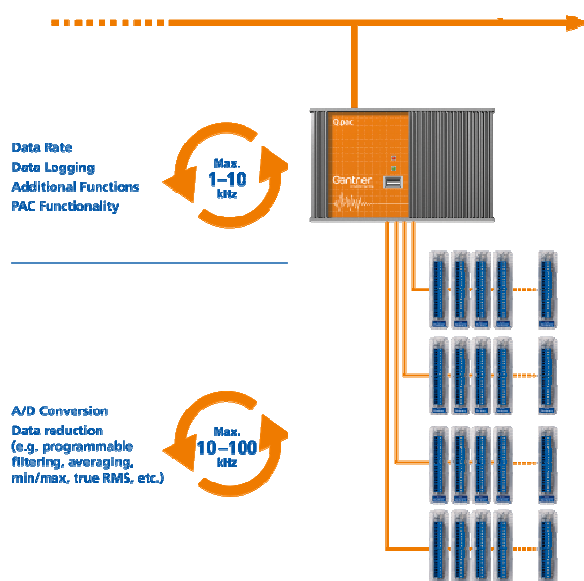 Q.pac
Gantner
Data Rate
Data Logging
Additional Functions
PAC Functionality
Max.
1–10
kHz
A/D Conversion
Data reduction
(e.g. programmable
filtering, averaging,
min/max, true RMS, etc.)
Max.
10–100
kHz